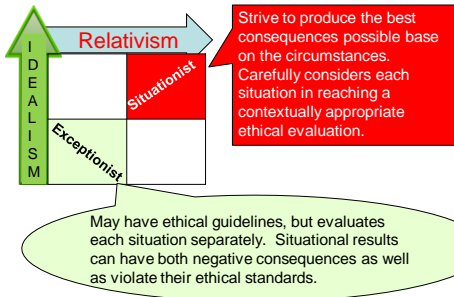 IDEALISM
Relativism
Situationist
Exceptionist
Strive to produce the best
consequences possible base
on the circumstances.
Carefully considers each
situation in reaching a
contextually appropriate
ethical evaluation.
May have ethical guidelines, but evaluates
each situation separately. Situational results
can have both negative consequences as well
as violate their ethical standards.